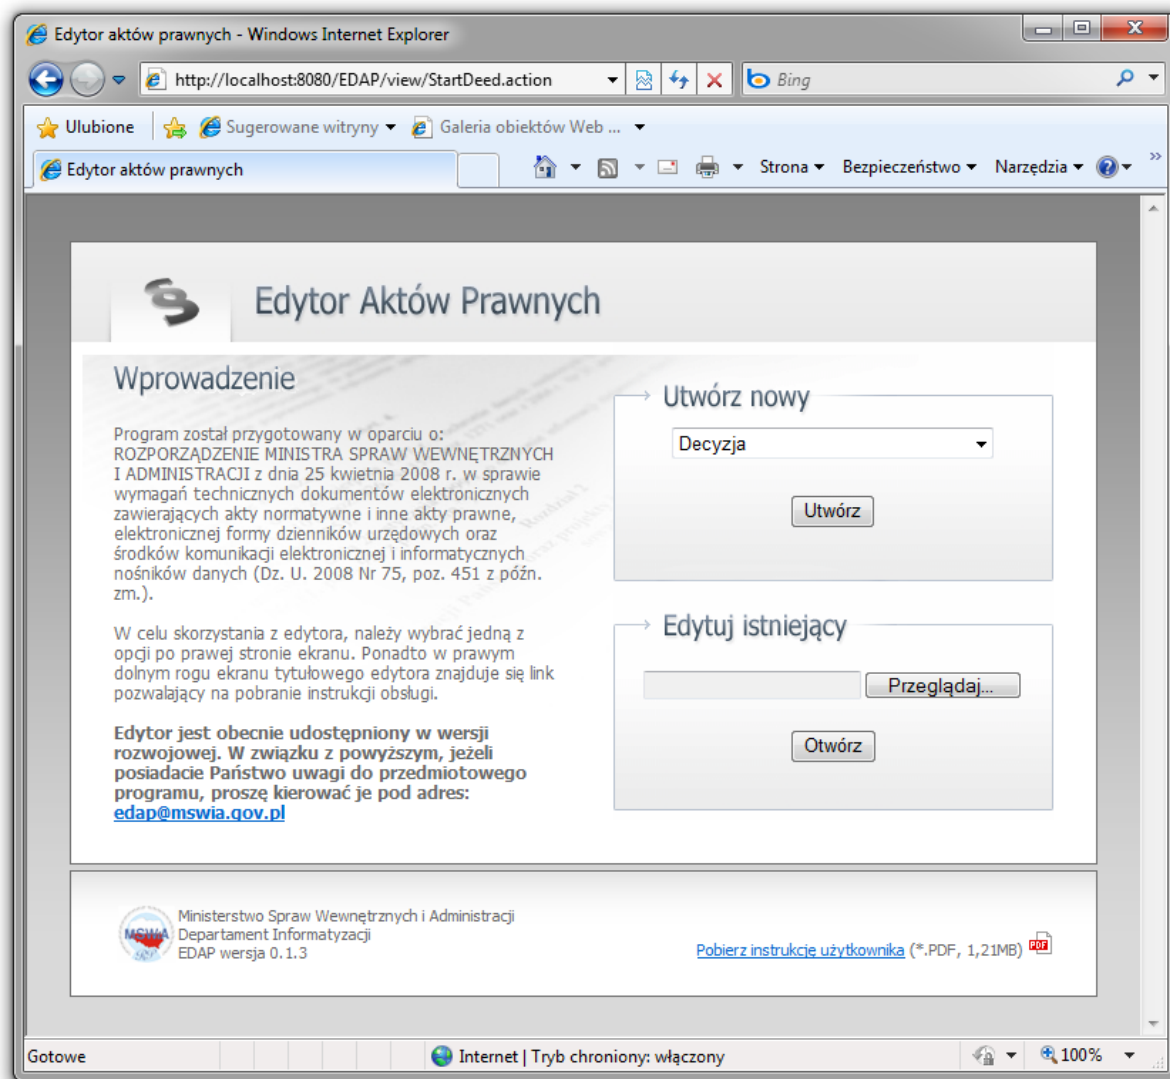 Edytor aktów prawnych - Windows Internet Explorer
http://localhost:8080/EDAP/view/StartDeed.action
Bing
Ulubione
Sugerowane witryny
Galeria obiektów Web ...
Edytor aktów prawnych
Strona
Bezpieczeństwo
Narzędzia
»
Edytor Aktów Prawnych
Wprowadzenie
Program został przygotowany w oparciu o:
ROZPORZĄDZENIE MINISTRA SPRAW WEWNĘTRZNYCH
I ADMINISTRACJI z dnia 25 kwietnia 2008 r. w sprawie
wymagań technicznych dokumentów elektronicznych
zawierających akty normatywne i inne akty prawne,
elektronicznej formy dzienników urzędowych oraz
środków komunikacji elektronicznej i informatycznych
nośników danych (Dz. U. 2008 Nr 75, poz. 451 z późn.
zm.).
W celu skorzystania z edytora, należy wybrać jedną z
opcji po prawej stronie ekranu. Ponadto w prawym
dolnym rogu ekranu tytułowego edytora znajduje się link
pozwalający na pobranie instrukcji obsługi.
Edytor jest obecnie udostępniony w wersji
rozwojowej. W związku z powyższym, jeżeli
posiadacie Państwo uwagi do przedmiotowego
programu, proszę kierować je pod adres:
edap@mswia.gov.pl
Utwórz nowy
Decyzja
Utwórz
Edytuj istniejący
Przeglądaj...
Otwórz
MSWiA
Ministerstwo Spraw Wewnętrznych i Administracji
Departament Informatyzacji
EDAP wersja 0.1.3
Pobierz instrukcję użytkownika (*.PDF, 1,21MB)
PDF
Gotowe
Internet | Tryb chroniony: włączony
100%